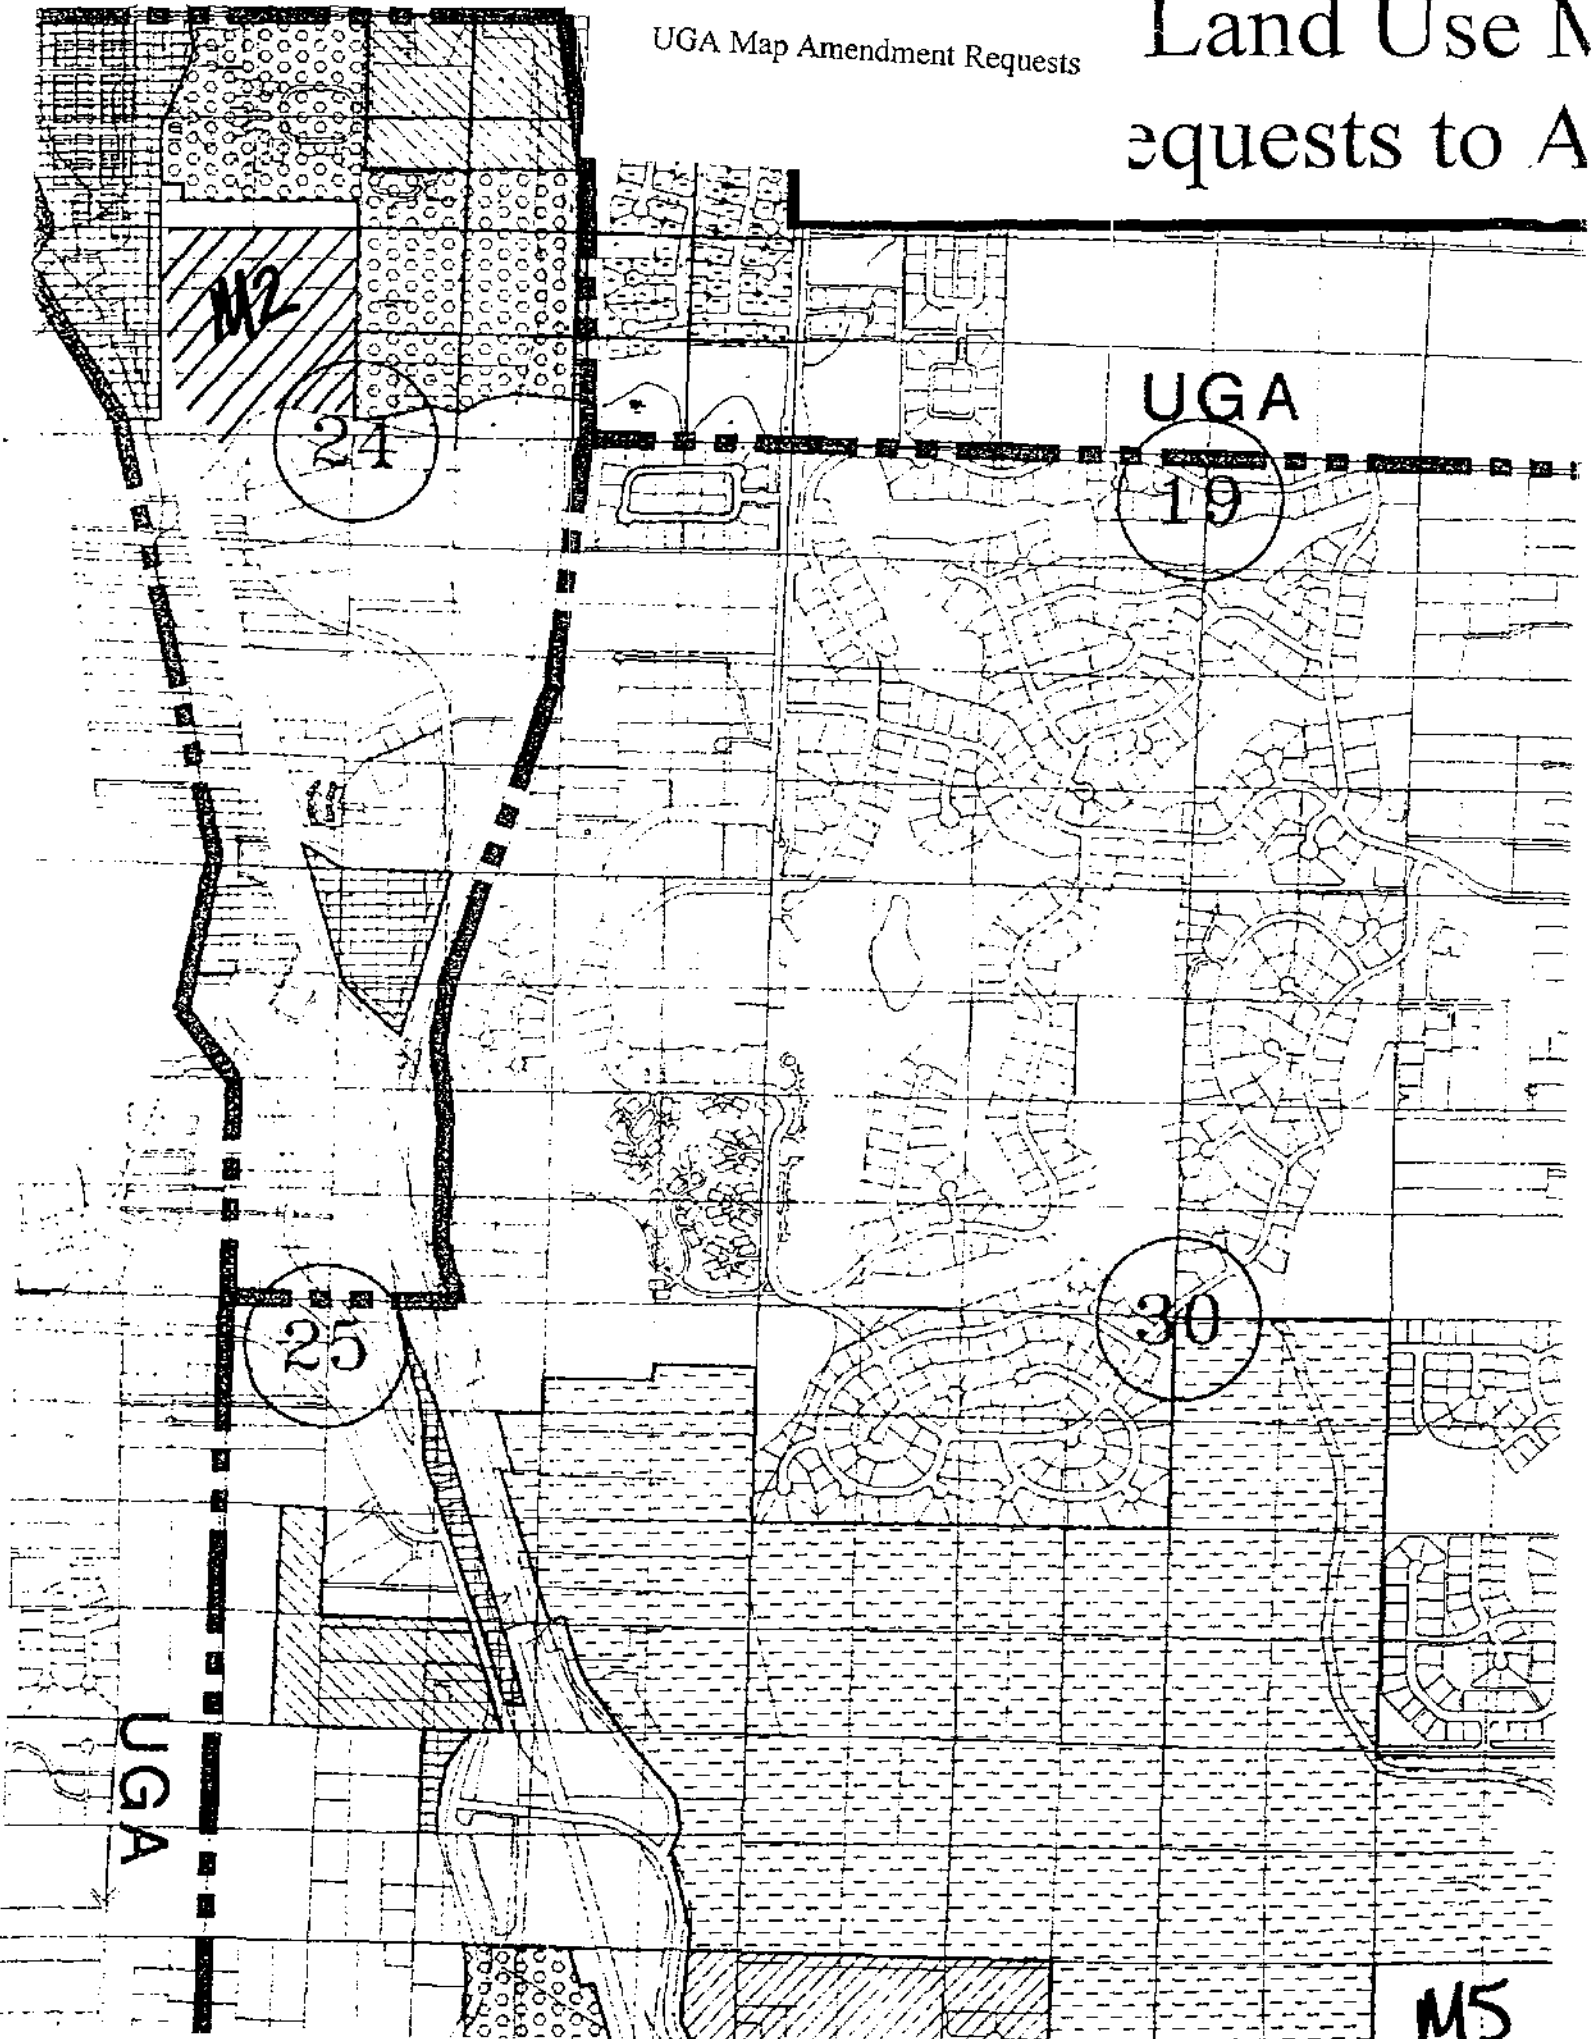 UGA Map Amendment Requests
Land Use M
equests to A
M2
24
UGA
19
25
30
UGA
M5